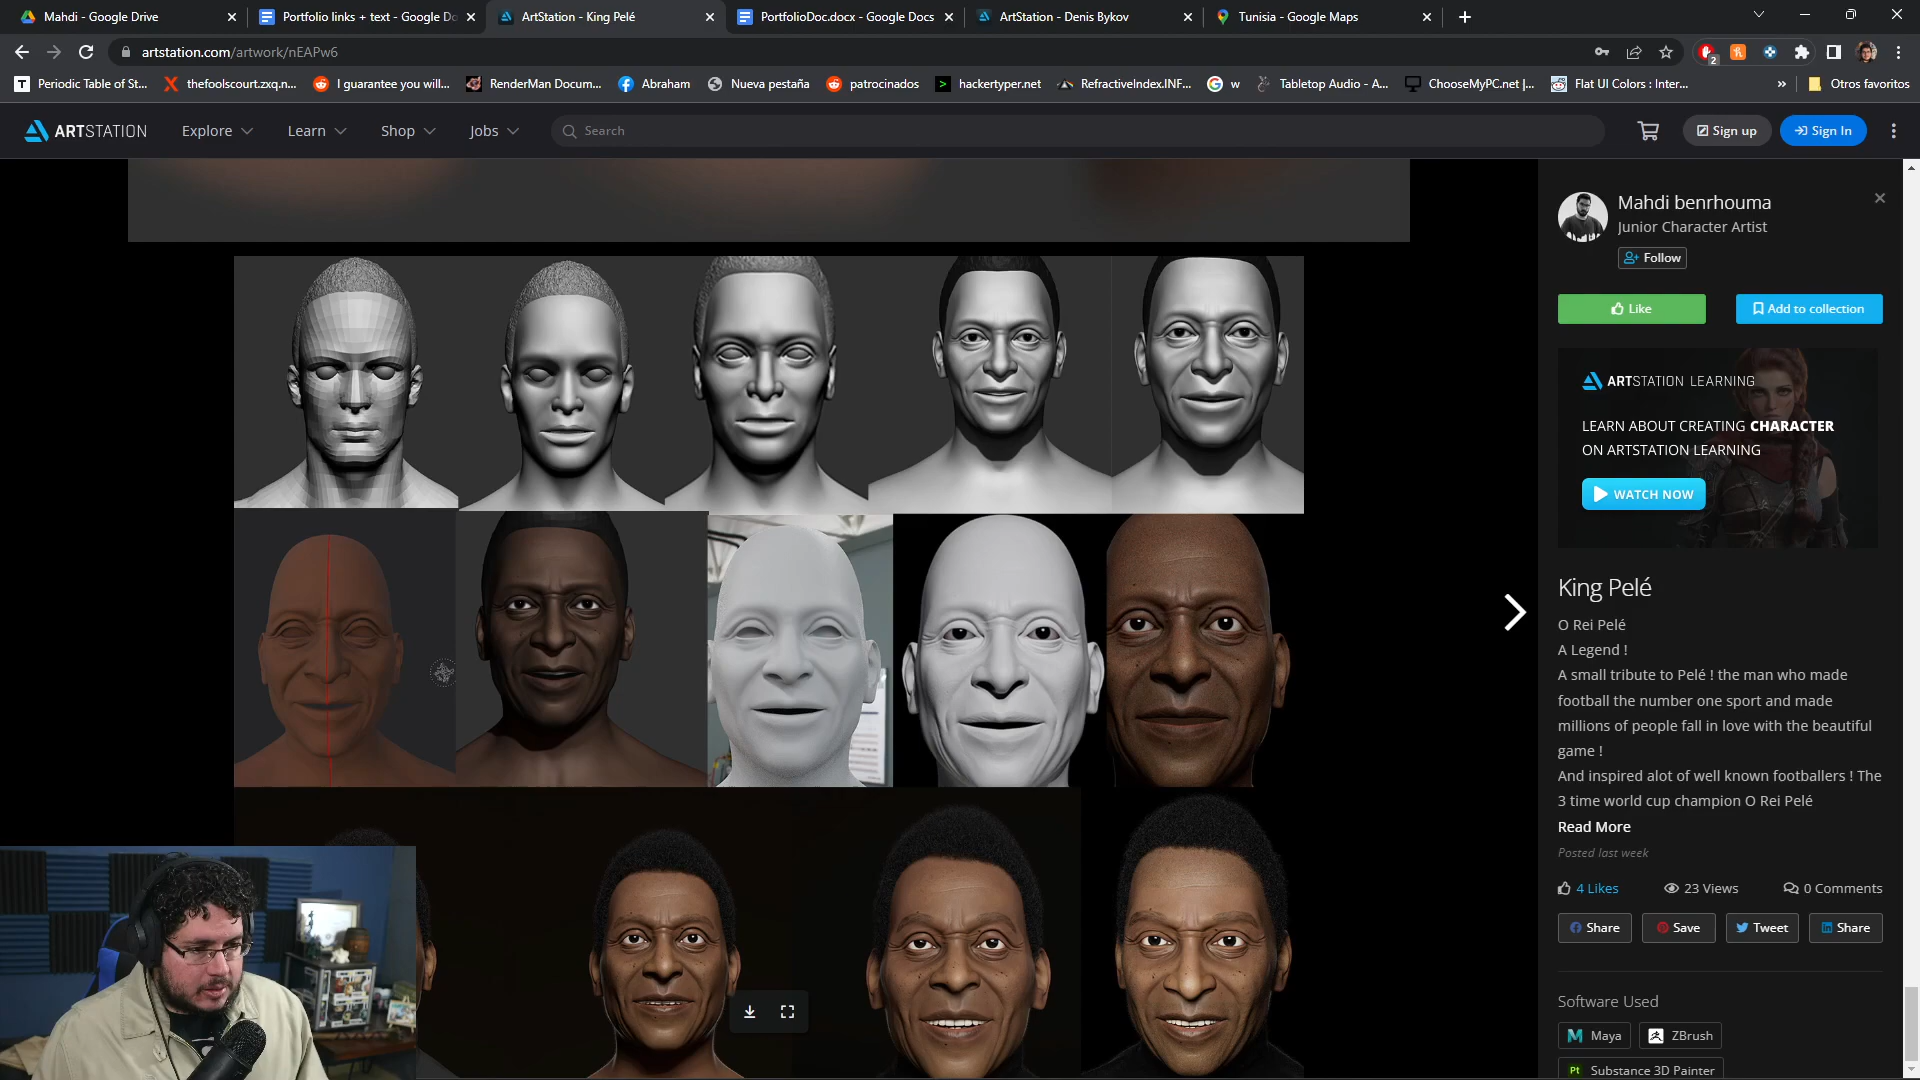 Mahdi - Google Drive
Portfolio links + text - Google Do
ArtStation - King Pelé
PortfolioDoc.docx - Google Docs
ArtStation - Denis Bykov
Tunisia - Google Maps
artstation.com/artwork/nEAPw6
2
Periodic Table of St...
thefoolscourt.zxq.n...
I guarantee you will...
RenderMan Docum...
Abraham
Nueva pestaña
patrocinados
hackertyper.net
RefractiveIndex.INF...
w
Tabletop Audio - A...
ChooseMyPC.net |...
Flat UI Colors : Inter...
»
Otros favoritos
ARTSTATION
Explore
Learn
Shop
Jobs
Search
Sign up
Sign In
Mahdi benrhouma
Junior Character Artist
Follow
Like
Add to collection
ARTSTATION LEARNING
LEARN ABOUT CREATING CHARACTER
ON ARTSTATION LEARNING
WATCH NOW
King Pelé
O Rei Pelé
A Legend !
A small tribute to Pelé ! the man who made
football the number one sport and made
millions of people fall in love with the beautiful
game !
And inspired alot of well known footballers ! The
3 time world cup champion O Rei Pelé
Read More
Posted last week
4 Likes
23 Views
0 Comments
Share
Save
Tweet
Share
Software Used
Maya
ZBrush
Pt Substance 3D Painter